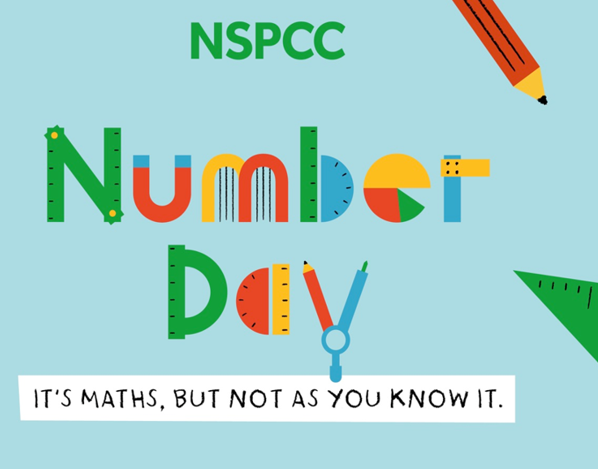 NSPCC
Number
Day
IT'S MATHS, BUT NOT AS YOU KNOW IT.